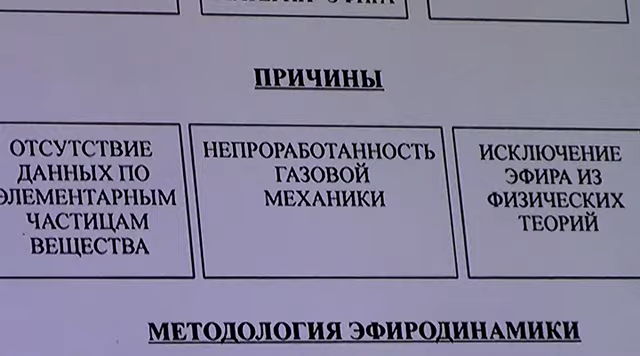 ПРИЧИНЫ
ОТСУТСТВИЕ
ДАННЫХ ПО
ЭЛЕМЕНТАРНЫМ
ЧАСТИЦАМ
ВЕЩЕСТВА
НЕПРОРАБОТАННОСТЬ
ГАЗОВОЙ
МЕХАНИКИ
ИСКЛЮЧЕНИЕ
ЭФИРА ИЗ
ФИЗИЧЕСКИХ
ТЕОРИЙ
МЕТОДОЛОГИЯ ЭФИРОДИНАМИКИ